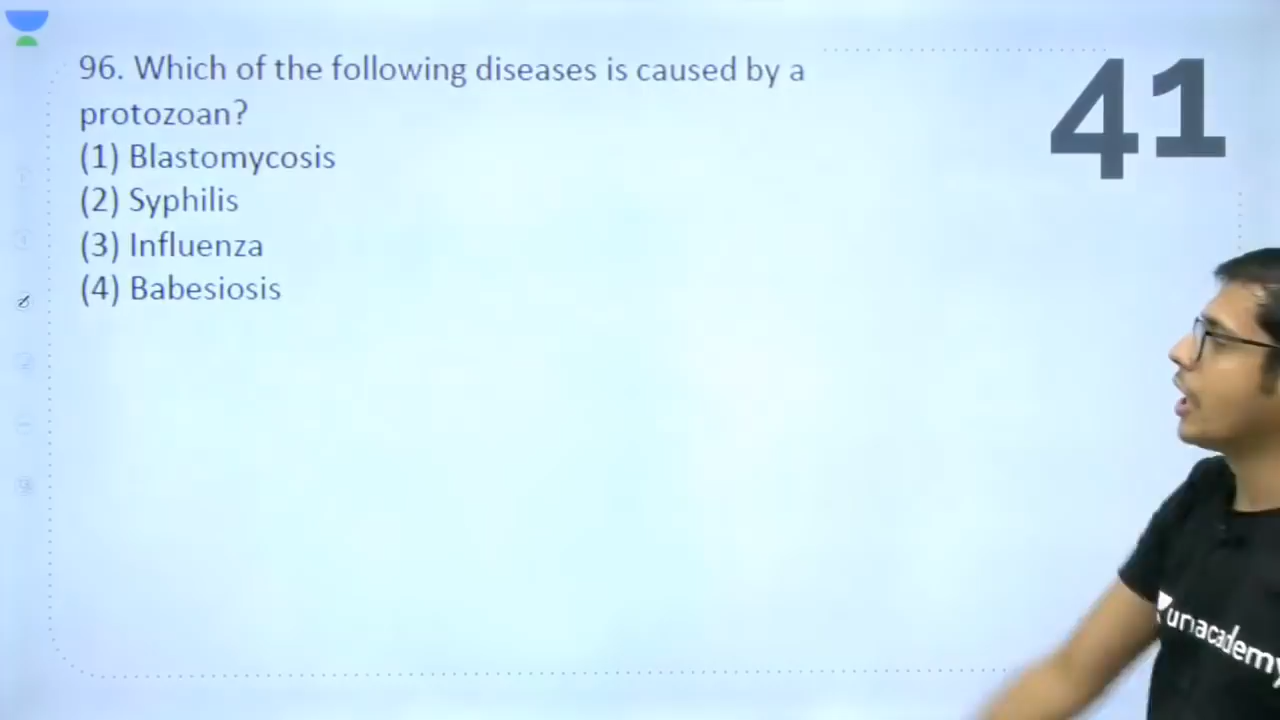 96. Which of the following diseases is caused by a
protozoan?
(1) Blastomycosis
(2) Syphilis
(3) Influenza
(4) Babesiosis
41
unacademy